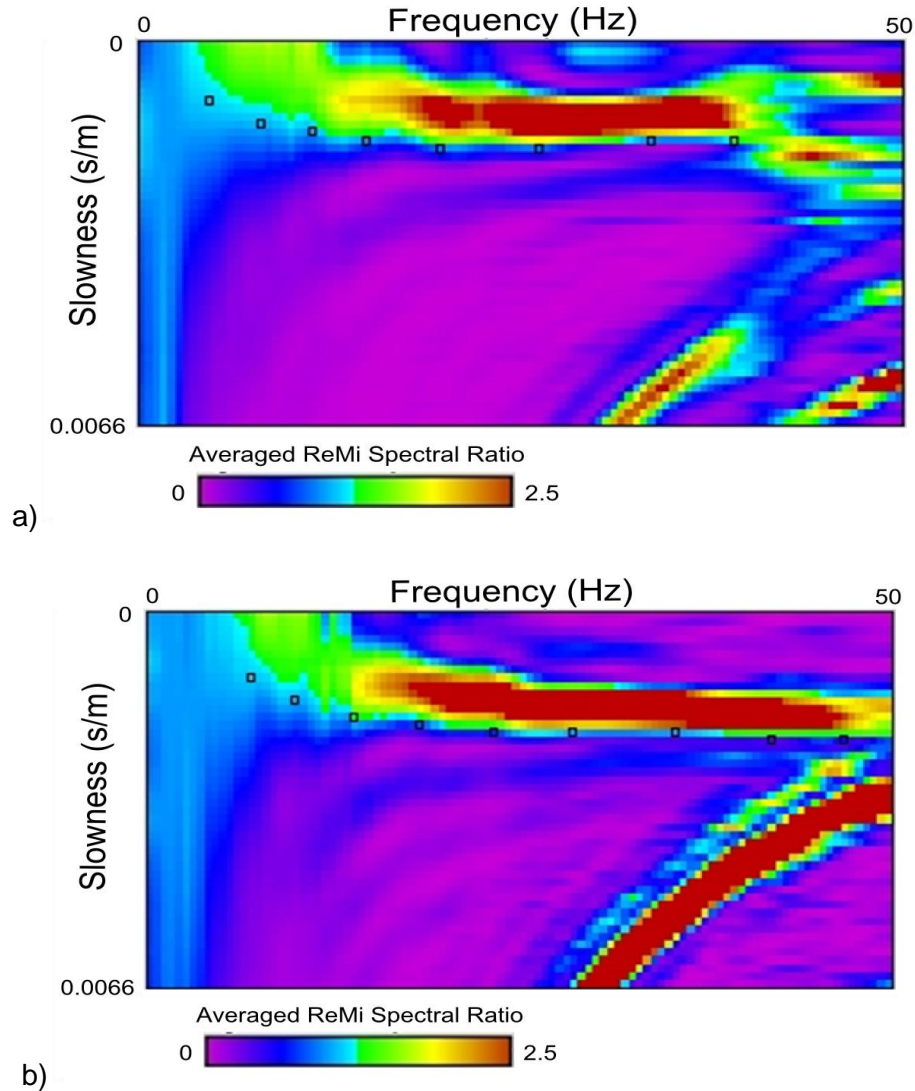 Frequency (Hz)
0 50
0
Slowness (s/m)
0.0066
Averaged ReMi Spectral Ratio
0 2.5
a)
Frequency (Hz)
0 50
0
Slowness (s/m)
0.0066
Averaged ReMi Spectral Ratio
0 2.5
b)